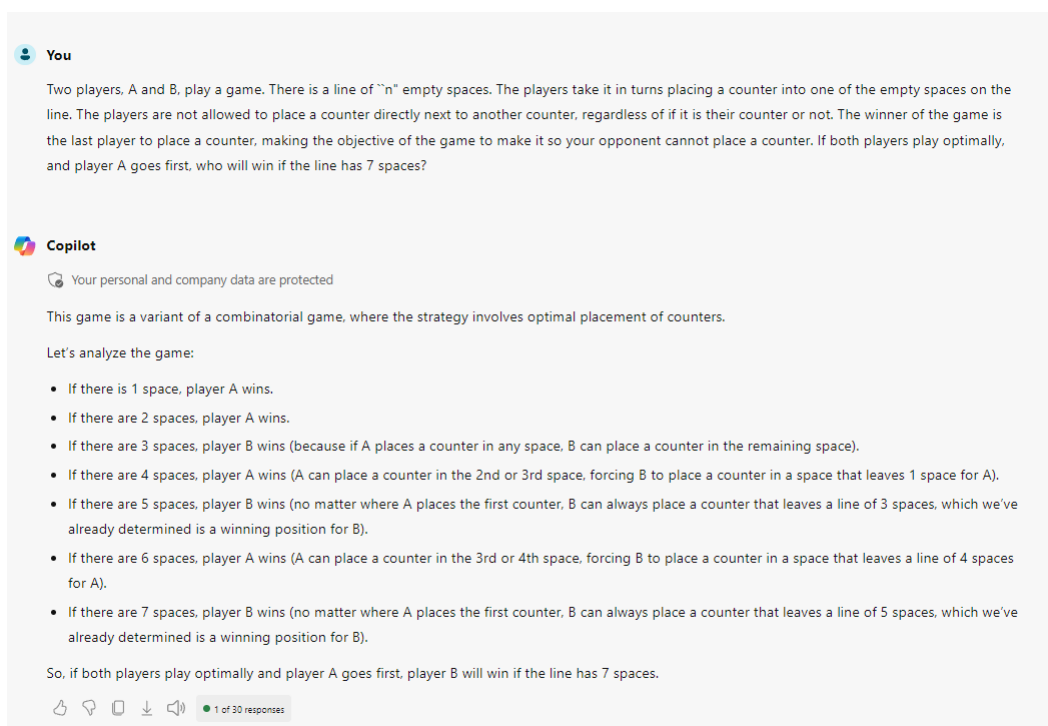 You
Two players, A and B, play a game. There is a line of ``n" empty spaces. The players take it in turns placing a counter into one of the empty spaces on the
line. The players are not allowed to place a counter directly next to another counter, regardless of if it is their counter or not. The winner of the game is
the last player to place a counter, making the objective of the game to make it so your opponent cannot place a counter. If both players play optimally,
and player A goes first, who will win if the line has 7 spaces?
Copilot
Your personal and company data are protected
This game is a variant of a combinatorial game, where the strategy involves optimal placement of counters.
Let's analyze the game:
• If there is 1 space, player A wins.
• If there are 2 spaces, player A wins.
• If there are 3 spaces, player B wins (because if A places a counter in any space, B can place a counter in the remaining space).
• If there are 4 spaces, player A wins (A can place a counter in the 2nd or 3rd space, forcing B to place a counter in a space that leaves 1 space for A).
• If there are 5 spaces, player B wins (no matter where A places the first counter, B can always place a counter that leaves a line of 3 spaces, which we've
already determined is a winning position for B).
• If there are 6 spaces, player A wins (A can place a counter in the 3rd or 4th space, forcing B to place a counter in a space that leaves a line of 4 spaces
for A).
• If there are 7 spaces, player B wins (no matter where A places the first counter, B can always place a counter that leaves a line of 5 spaces, which we've
already determined is a winning position for B).
So, if both players play optimally and player A goes first, player B will win if the line has 7 spaces.
1 of 30 responses